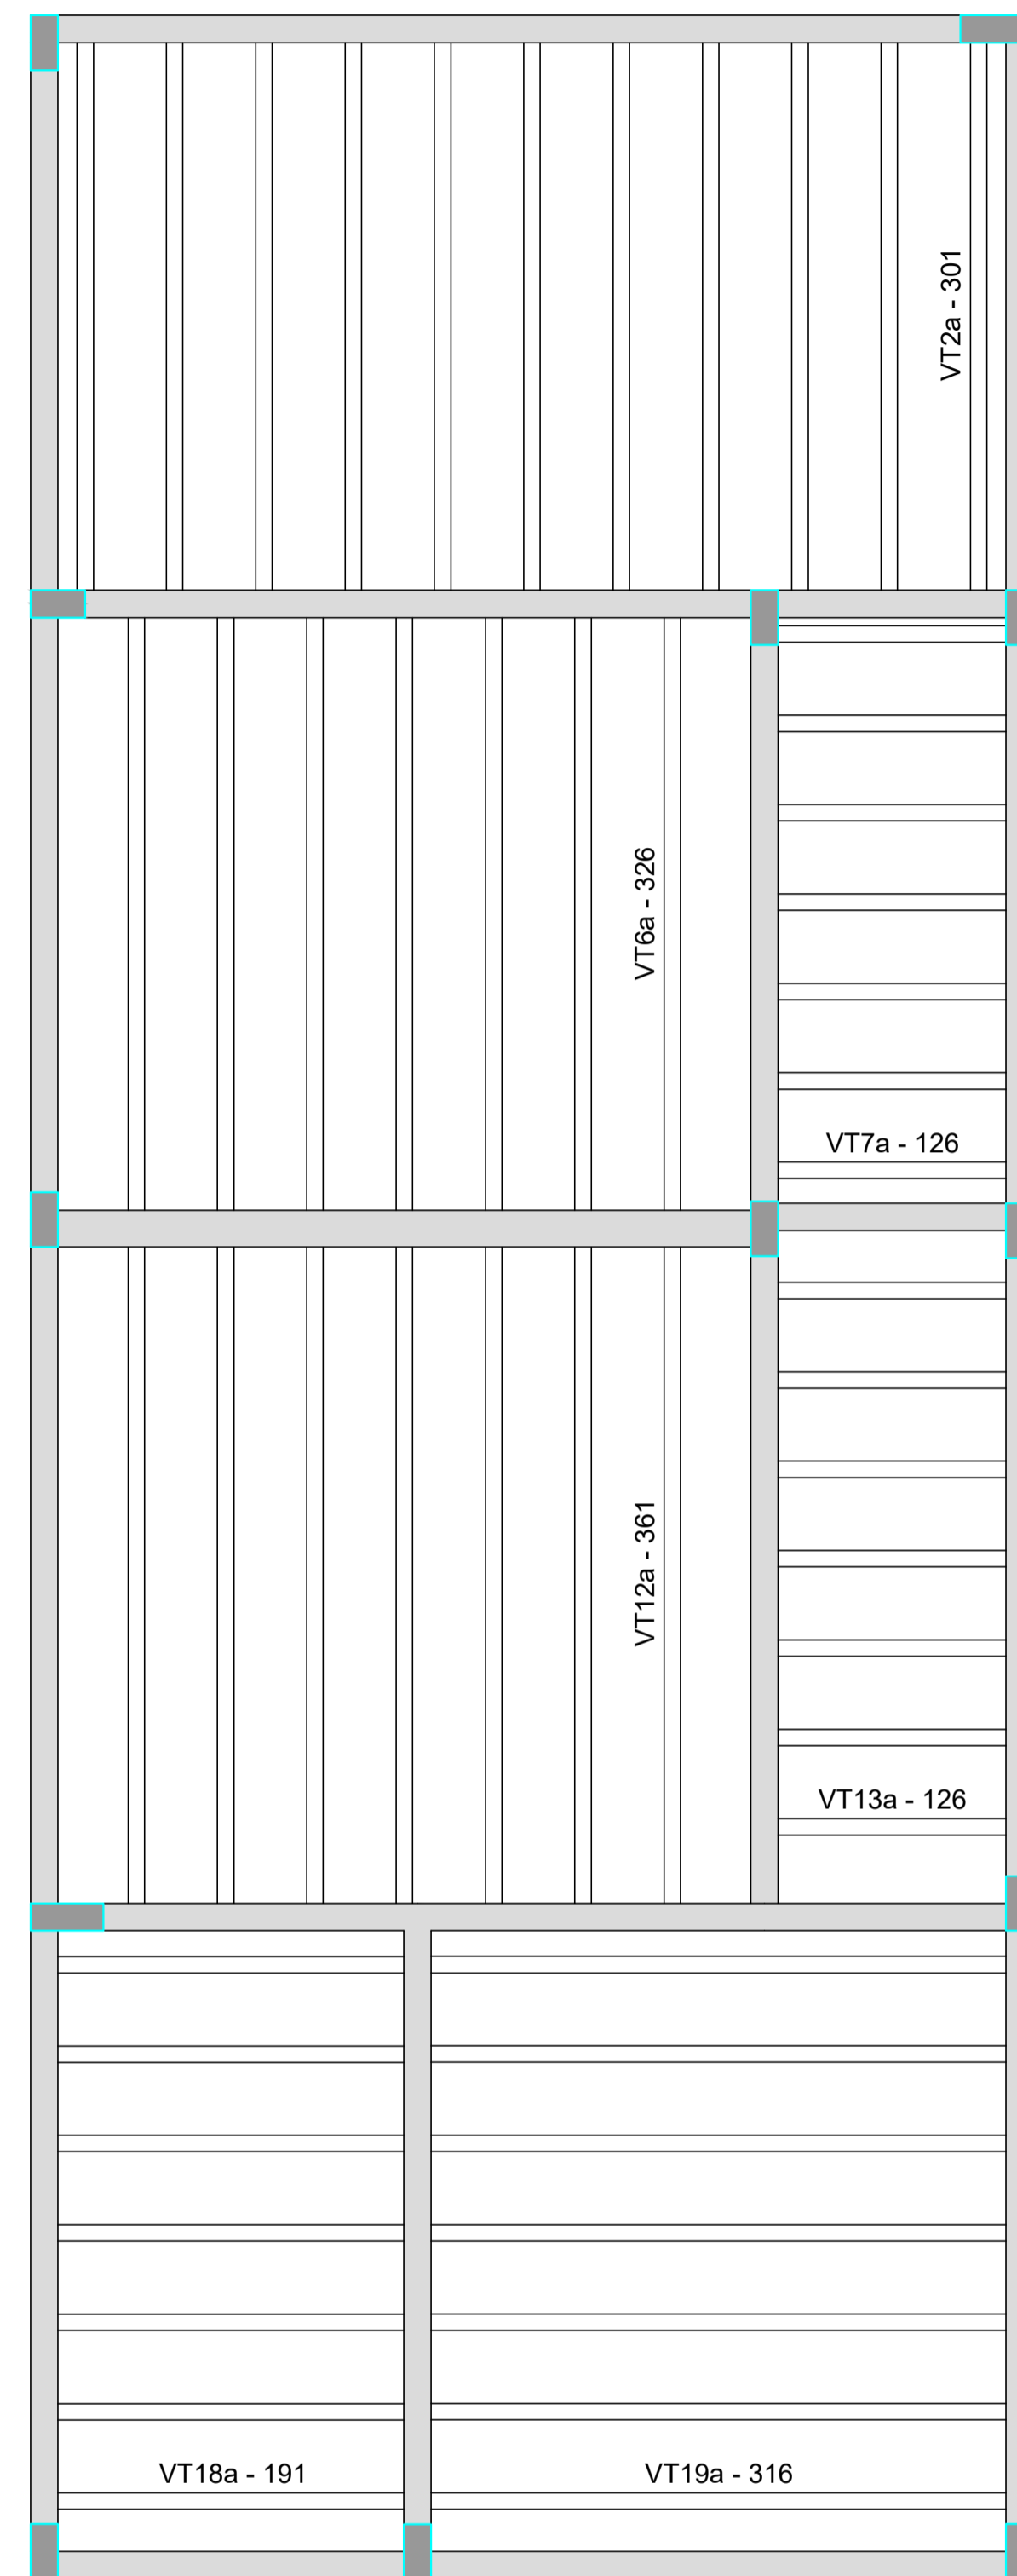 VT2a - 301
VT6a - 326
VT7a - 126
VT12a - 361
VT13a - 126
VT18a - 191
VT19a - 316